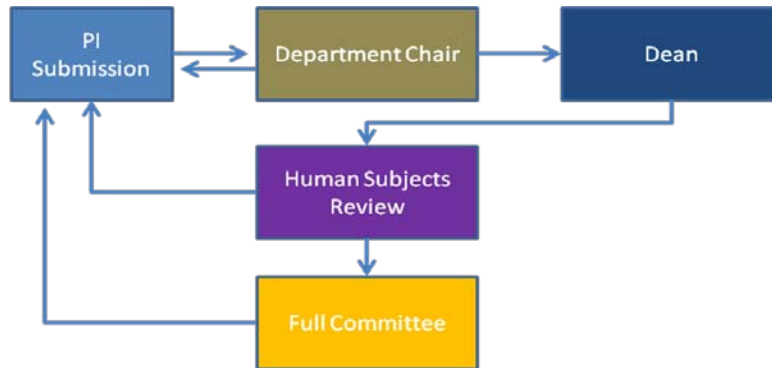 PI
Submission
Department Chair
Dean
Human Subjects
Review
Full Committee